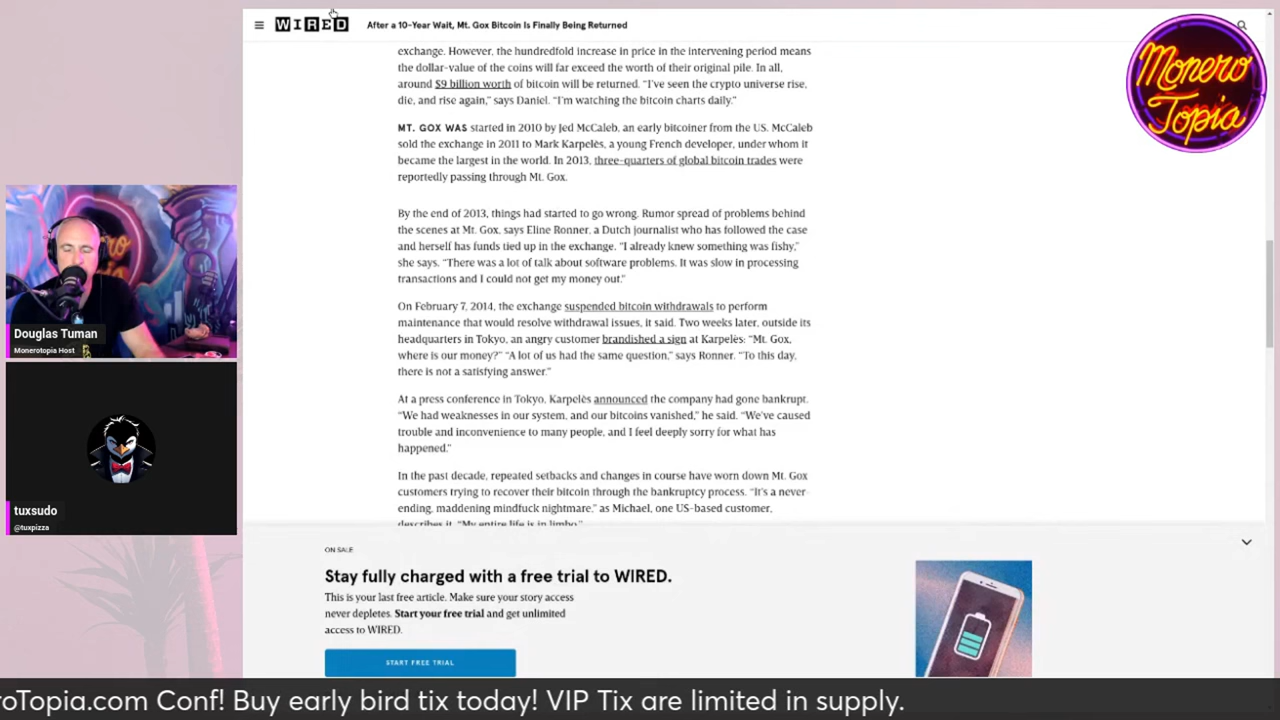 WIRED
After a 10-Year Wait, Mt. Gox Bitcoin Is Finally Being Returned
Monero
Topia
exchange. However, the hundredfold increase in price in the intervening period means
the dollar-value of the coins will far exceed the worth of their original pile. In all,
around $9 billion worth of bitcoin will be returned. “I’ve seen the crypto universe rise,
die, and rise again,” says Daniel. “I’m watching the bitcoin charts daily.”
MT. GOX WAS started in 2010 by Jed McCaleb, an early bitcoiner from the US. McCaleb
sold the exchange in 2011 to Mark Karpelès, a young French developer, under whom it
became the largest in the world. In 2013, three-quarters of global bitcoin trades were
reportedly passing through Mt. Gox.
By the end of 2013, things had started to go wrong. Rumor spread of problems behind
the scenes at Mt. Gox, says Eline Ronner, a Dutch journalist who has followed the case
and herself has funds tied up in the exchange. “I already knew something was fishy,”
she says. “There was a lot of talk about software problems. It was slow in processing
transactions and I could not get my money out.”
On February 7, 2014, the exchange suspended bitcoin withdrawals to perform
maintenance that would resolve withdrawal issues, it said. Two weeks later, outside its
headquarters in Tokyo, an angry customer brandished a sign at Karpelès: “Mt. Gox,
where is our money?” “A lot of us had the same question,” says Ronner. “To this day,
there is not a satisfying answer.”
At a press conference in Tokyo, Karpelès announced the company had gone bankrupt.
“We had weaknesses in our system, and our bitcoins vanished,” he said. “We’ve caused
trouble and inconvenience to many people, and I feel deeply sorry for what has
happened.”
In the past decade, repeated setbacks and changes in course have worn down Mt. Gox
customers trying to recover their bitcoin through the bankruptcy process. “It’s a never-
ending, maddening mindfuck nightmare,” as Michael, one US-based customer,
describes it. “My entire life is in limbo.”
Douglas Tuman
Monerotopia Host
tuxsudo
@tuxpizza
ON SALE
Stay fully charged with a free trial to WIRED.
This is your last free article. Make sure your story access
never depletes. Start your free trial and get unlimited
access to WIRED.
START FREE TRIAL
roTopia.com Conf! Buy early bird tix today! VIP Tix are limited in supply.